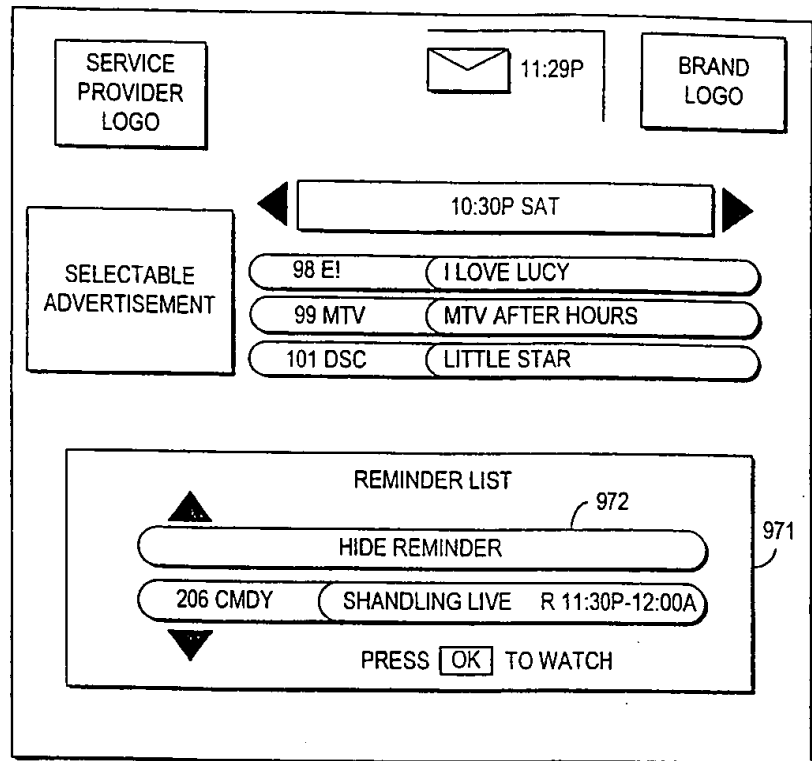 SERVICE
PROVIDER
LOGO
11:29P
BRAND
LOGO
10:30P SAT
SELECTABLE
ADVERTISEMENT
98 E! I LOVE LUCY
99 MTV MTV AFTER HOURS
101 DSC LITTLE STAR
REMINDER LIST
972
971
HIDE REMINDER
206 CMDY SHANDLING LIVE R 11:30P-12:00A
PRESS OK TO WATCH